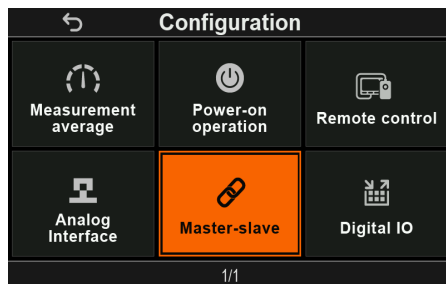 Configuration
Measurement
average
Power-on
operation
Remote control
Analog
Interface
Master-slave
Digital IO
1/1